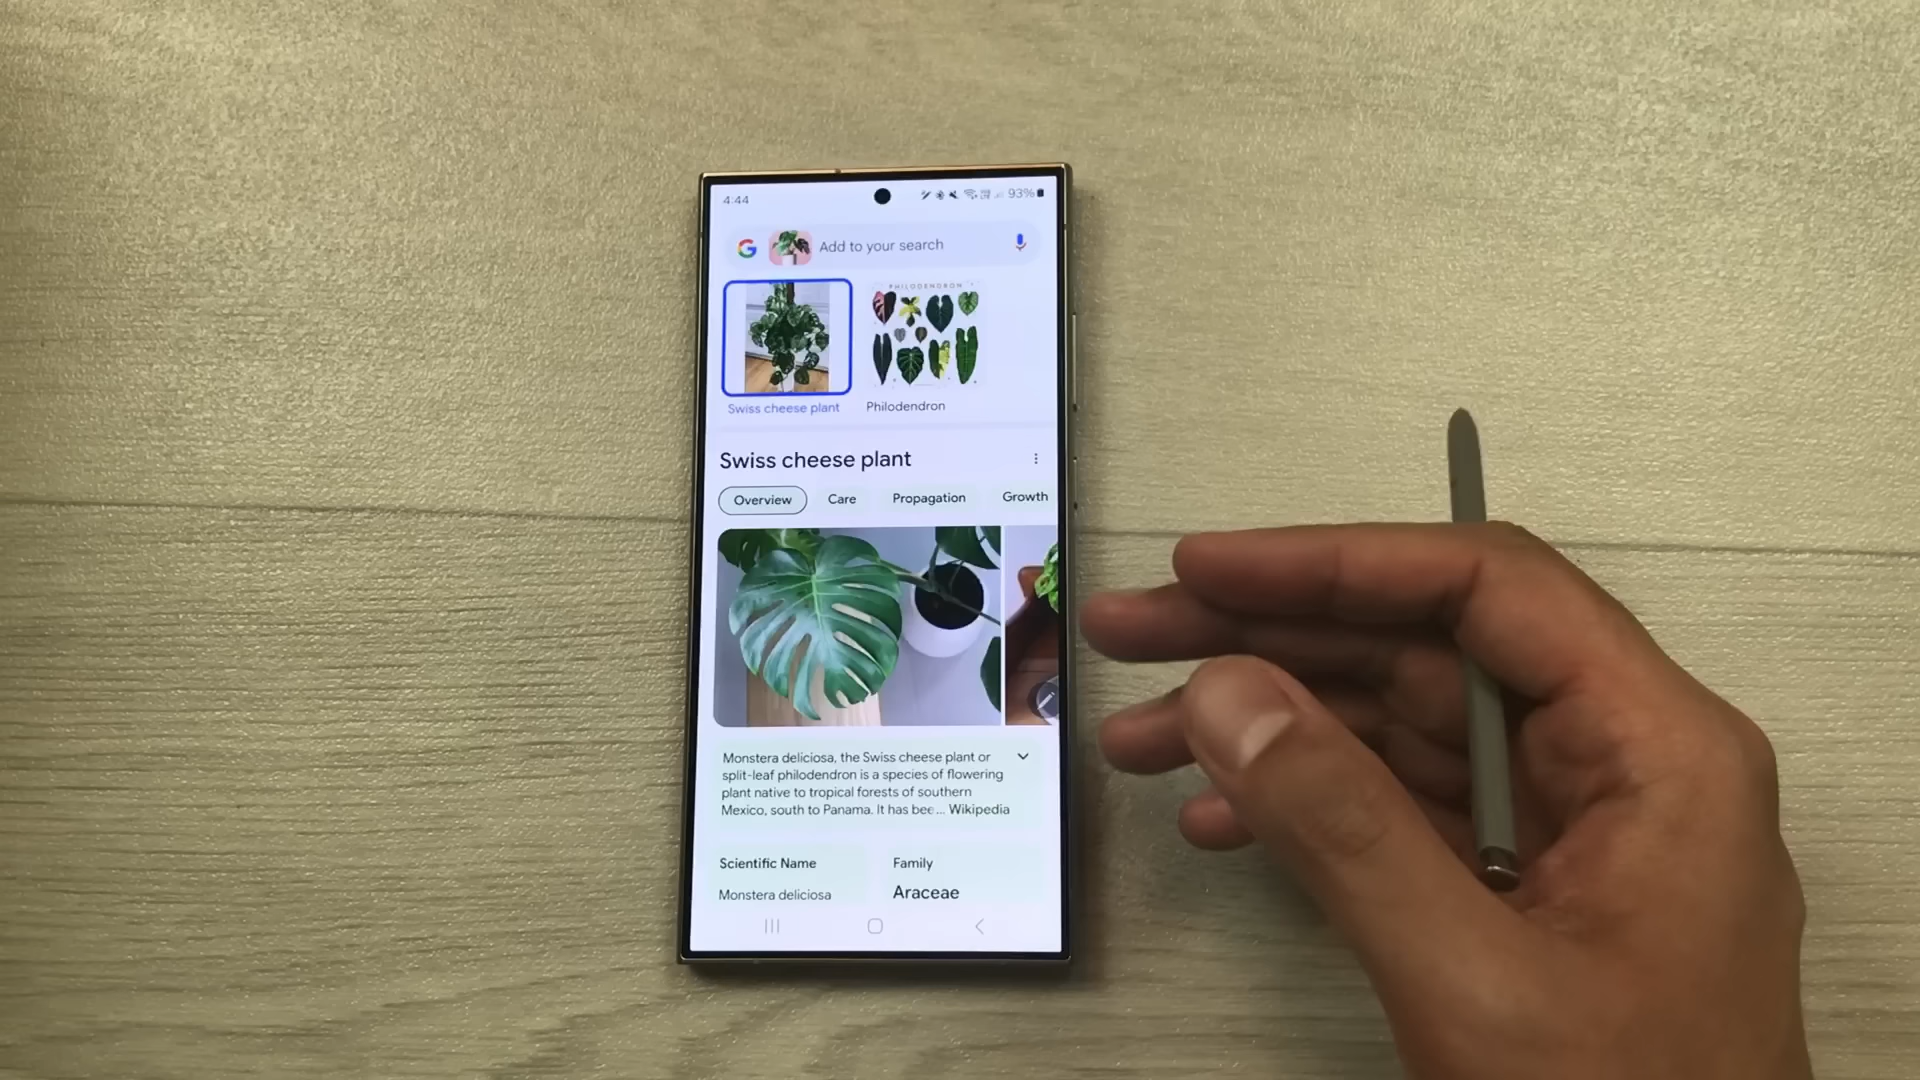 4:44
93%
Add to your search
PHILODENDRON
Swiss cheese plant
Philodendron
Swiss cheese plant
Overview
Care
Propagation
Growth
Monstera deliciosa, the Swiss cheese plant or
split-leaf philodendron is a species of flowering
plant native to tropical forests of southern
Mexico, south to Panama. It has bee... Wikipedia
Scientific Name
Family
Monstera deliciosa
Araceae